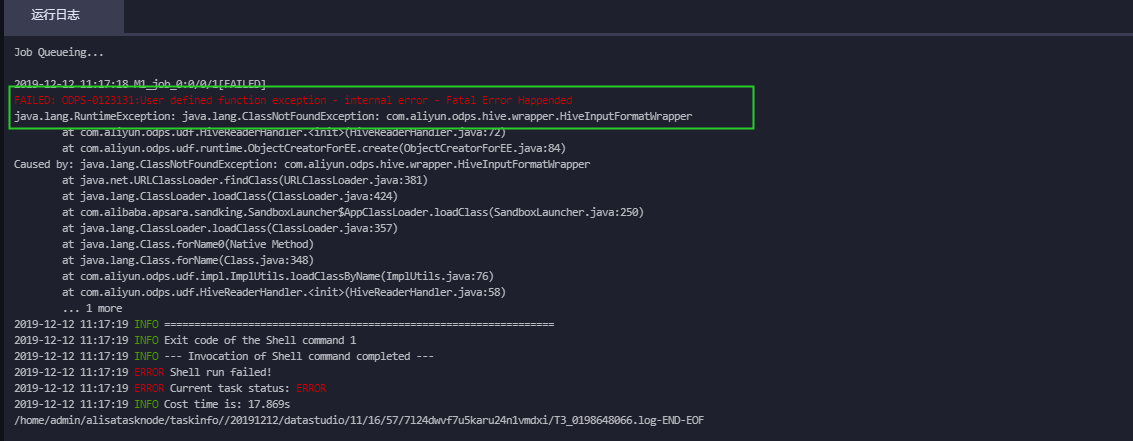 运行日志
Job Queueing...
2019-12-12 11:17:18 M1_job_0:0/0/1[FAILED]
FAILED: ODPS-0123131:User defined function exception - internal error - Fatal Error Happended
java.lang.RuntimeException: java.lang.ClassNotFoundException: com.aliyun.odps.hive.wrapper.HiveInputFormatWrapper
at com.aliyun.odps.udf.HiveReaderHandler.<init>(HiveReaderHandler.java:72)
at com.aliyun.odps.udf.runtime.ObjectCreatorForEE.create(ObjectCreatorForEE.java:84)
Caused by: java.lang.ClassNotFoundException: com.aliyun.odps.hive.wrapper.HiveInputFormatWrapper
at java.net.URLClassLoader.findClass(URLClassLoader.java:381)
at java.lang.ClassLoader.loadClass(ClassLoader.java:424)
at com.alibaba.apsara.sandking.SandboxLauncher$AppClassLoader.loadClass(SandboxLauncher.java:250)
at java.lang.ClassLoader.loadClass(ClassLoader.java:357)
at java.lang.Class.forName0(Native Method)
at java.lang.Class.forName(Class.java:348)
at com.aliyun.odps.udf.impl.ImplUtils.loadClassByName(ImplUtils.java:76)
at com.aliyun.odps.udf.HiveReaderHandler.<init>(HiveReaderHandler.java:58)
... 1 more
2019-12-12 11:17:19 INFO =================================================================
2019-12-12 11:17:19 INFO Exit code of the Shell command 1
2019-12-12 11:17:19 INFO --- Invocation of Shell command completed ---
2019-12-12 11:17:19 ERROR Shell run failed!
2019-12-12 11:17:19 ERROR Current task status: ERROR
2019-12-12 11:17:19 INFO Cost time is: 17.869s
/home/admin/alisatasknode/taskinfo//20191212/datastudio/11/16/57/7l24dwvf7u5karu24n1vmdxi/T3_0198648066.log-END-EOF